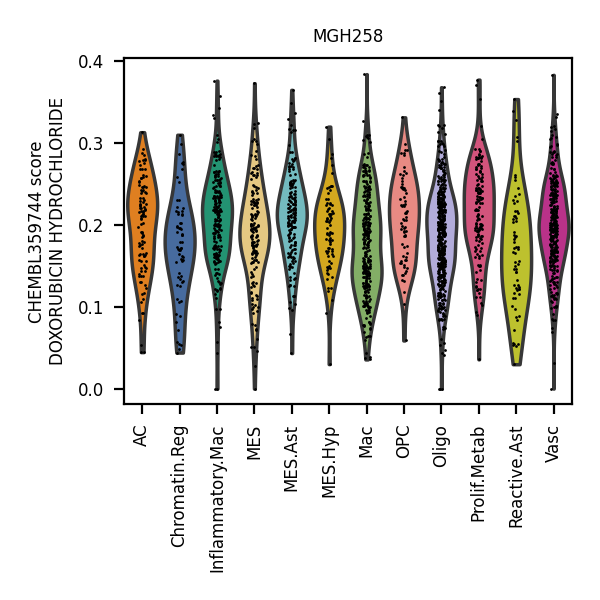 MGH258
CHEMBL359744 score
DOXORUBICIN HYDROCHLORIDE
0.4
0.3
0.2
0.1
0.0
AC
Chromatin.Reg
Inflammatory.Mac
MES
MES.Ast
MES.Hyp
Mac
OPC
Oligo
Prolif.Metab
Reactive.Ast
Vasc